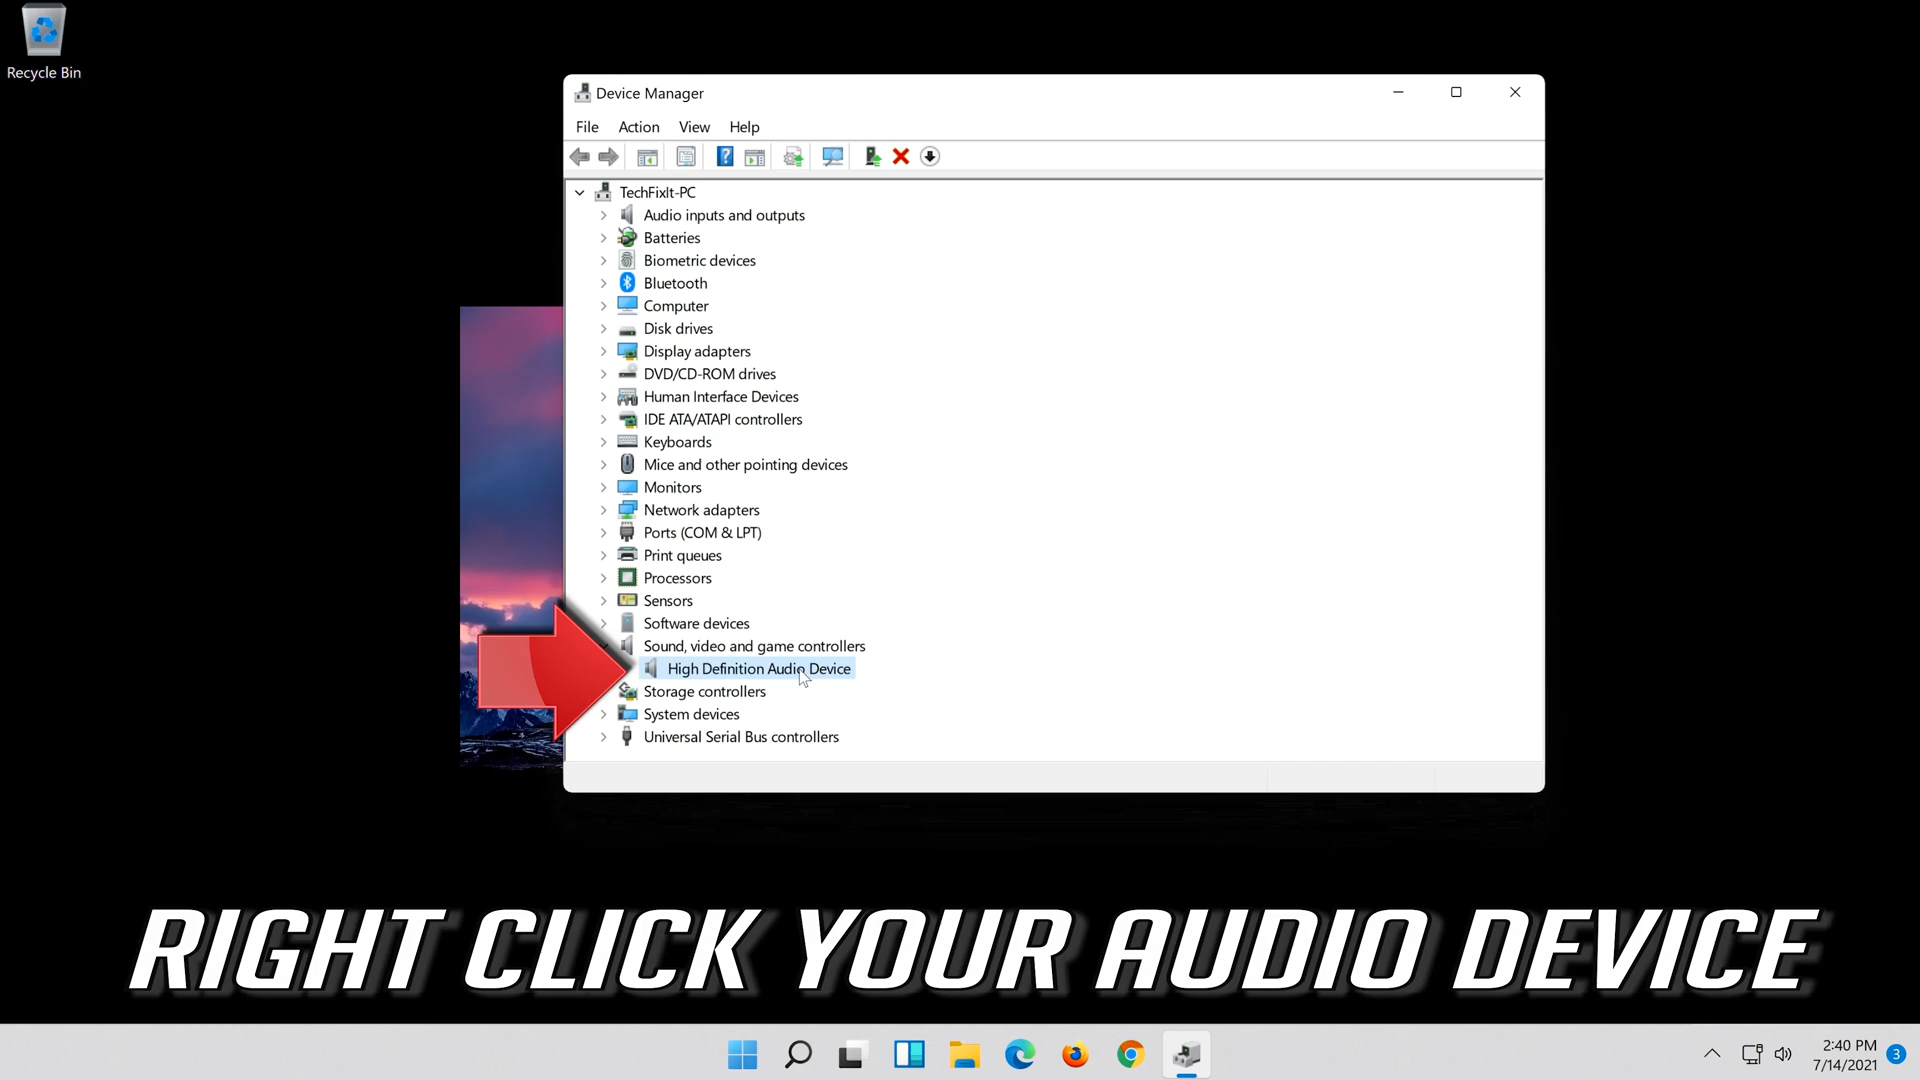 Recycle Bin
Device Manager
File Action View Help
TechFixIt-PC
Audio inputs and outputs
Batteries
Biometric devices
Bluetooth
Computer
Disk drives
Display adapters
DVD/CD-ROM drives
Human Interface Devices
IDE ATA/ATAPI controllers
Keyboards
Mice and other pointing devices
Monitors
Network adapters
Ports (COM & LPT)
Print queues
Processors
Sensors
Software devices
Sound, video and game controllers
High Definition Audio Device
Storage controllers
System devices
Universal Serial Bus controllers
RIGHT CLICK YOUR AUDIO DEVICE
2:40 PM
7/14/2021
3